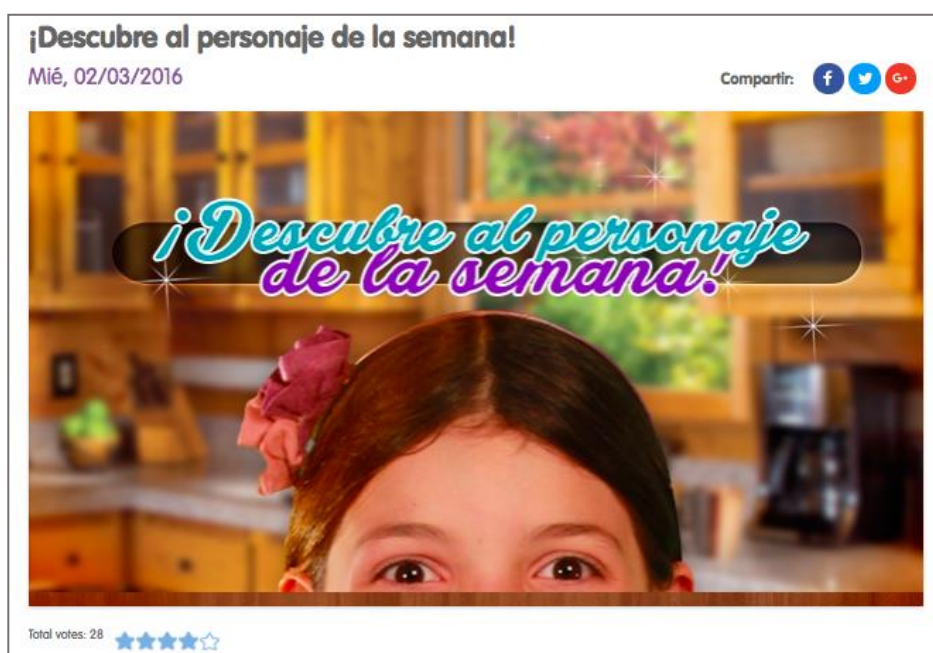 ¡Descubre al personaje de la semana!
Mié, 02/03/2016
Compartir:
f
G+
¡Descubre al personaje
de la semana!
Total votes: 28